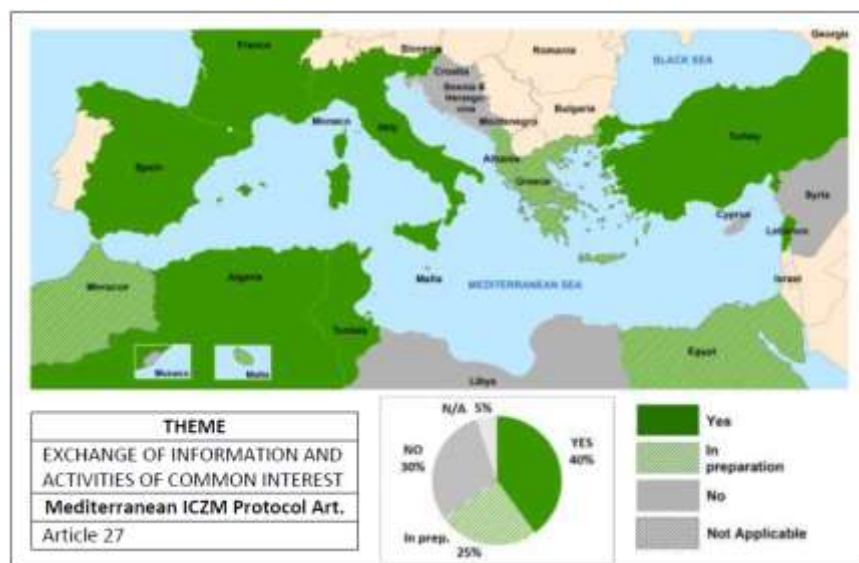 France
Slovenia
Romania
Georgia
Croatia
BLACK SEA
Bosnia &
Herzego-
vina
Monaco
Italy
Montenegro
Bulgaria
Spain
Albania
Greece
Turkey
Cyprus
Syria
Lebanon
Malta
Algeria
Morocco
MEDITERRANEAN SEA
Israel
Tunisia
Egypt
Monaco
Malta
Libya
THEME
EXCHANGE OF INFORMATION AND
ACTIVITIES OF COMMON INTEREST
Mediterranean ICZM Protocol Art.
Article 27
N/A 5%
NO
30%
YES
40%
In prep.
25%
Yes
In
preparation
No
Not Applicable